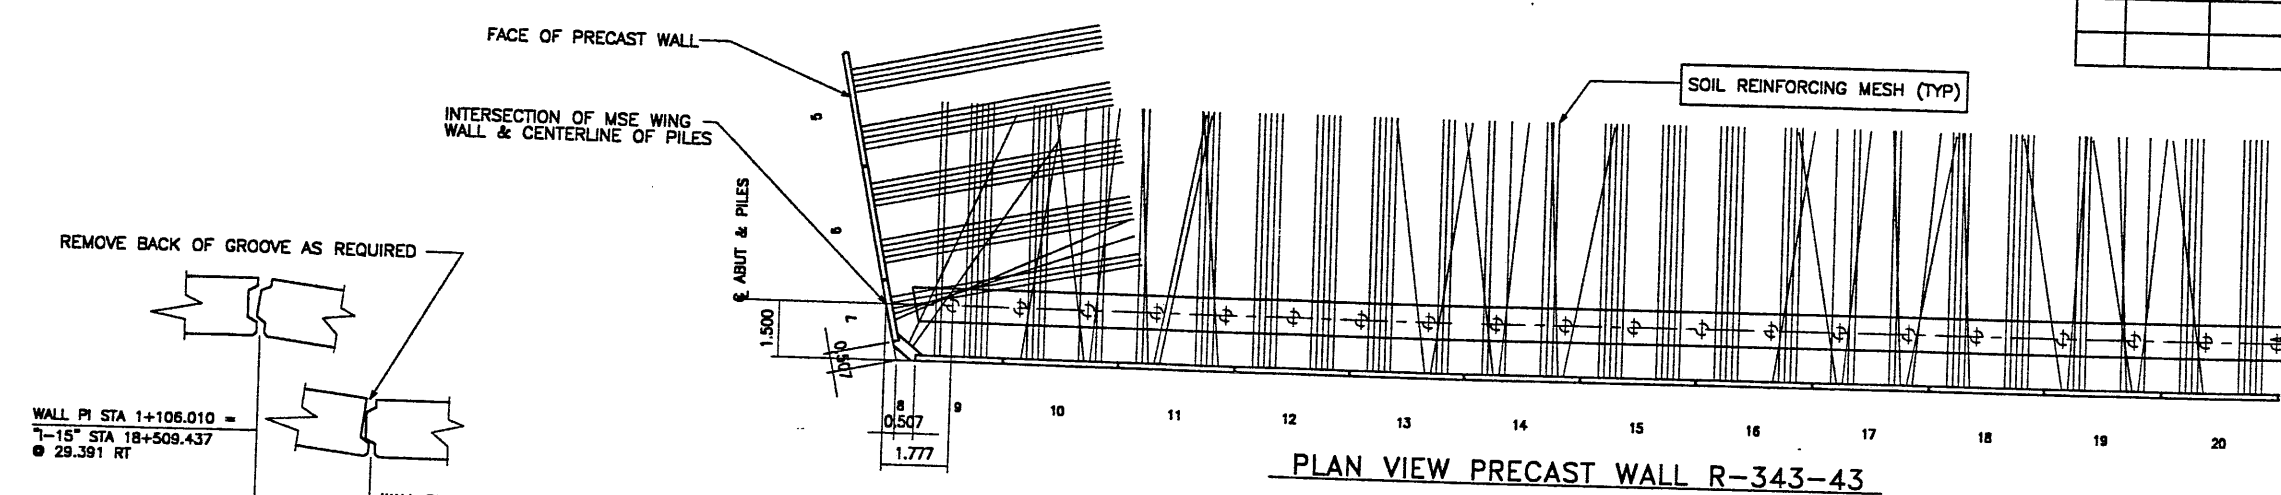 FACE OF PRECAST WALL
INTERSECTION OF MSE WING
WALL & CENTERLINE OF PILES
SOIL REINFORCING MESH (TYP)
REMOVE BACK OF GROOVE AS REQUIRED
WALL PI STA 1+106.010 =
"I-15" STA 18+509.437
@ 29.391 RT
℄ ABUT & PILES
1.500
0.507
5
6
7
8
9
10
11
12
13
14
15
16
17
18
19
20
0.507
1.777
PLAN VIEW PRECAST WALL R-343-43